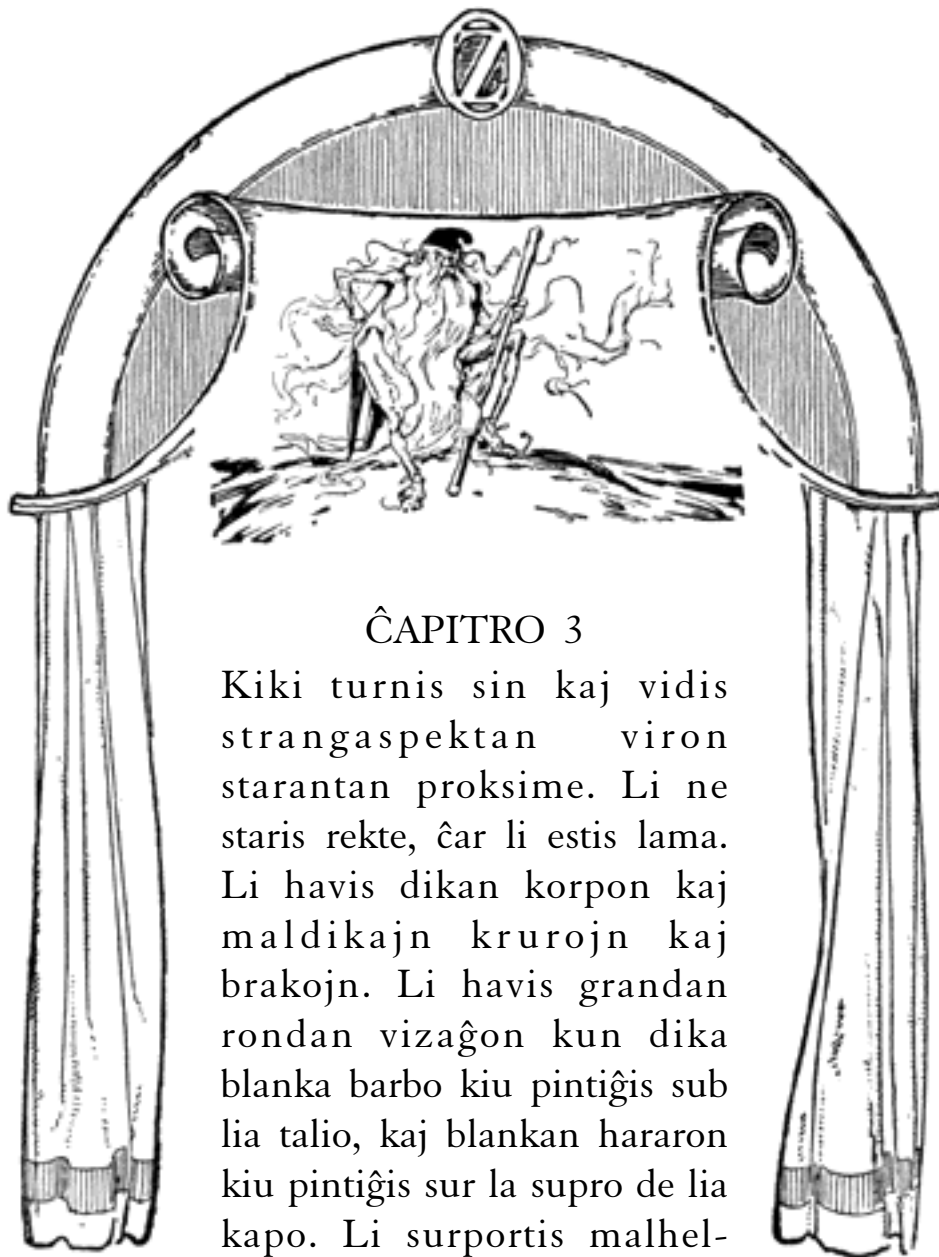 OZ
ĈAPITRO 3
Kiki turnis sin kaj vidis
strangaspektan viron
starantan proksime. Li ne
staris rekte, ĉar li estis lama.
Li havis dikan korpon kaj
maldikajn krurojn kaj
brakojn. Li havis grandan
rondan vizaĝon kun dika
blanka barbo kiu pintiĝis sub
lia talio, kaj blankan hararon
kiu pintiĝis sur la supro de lia
kapo. Li surportis malhel-